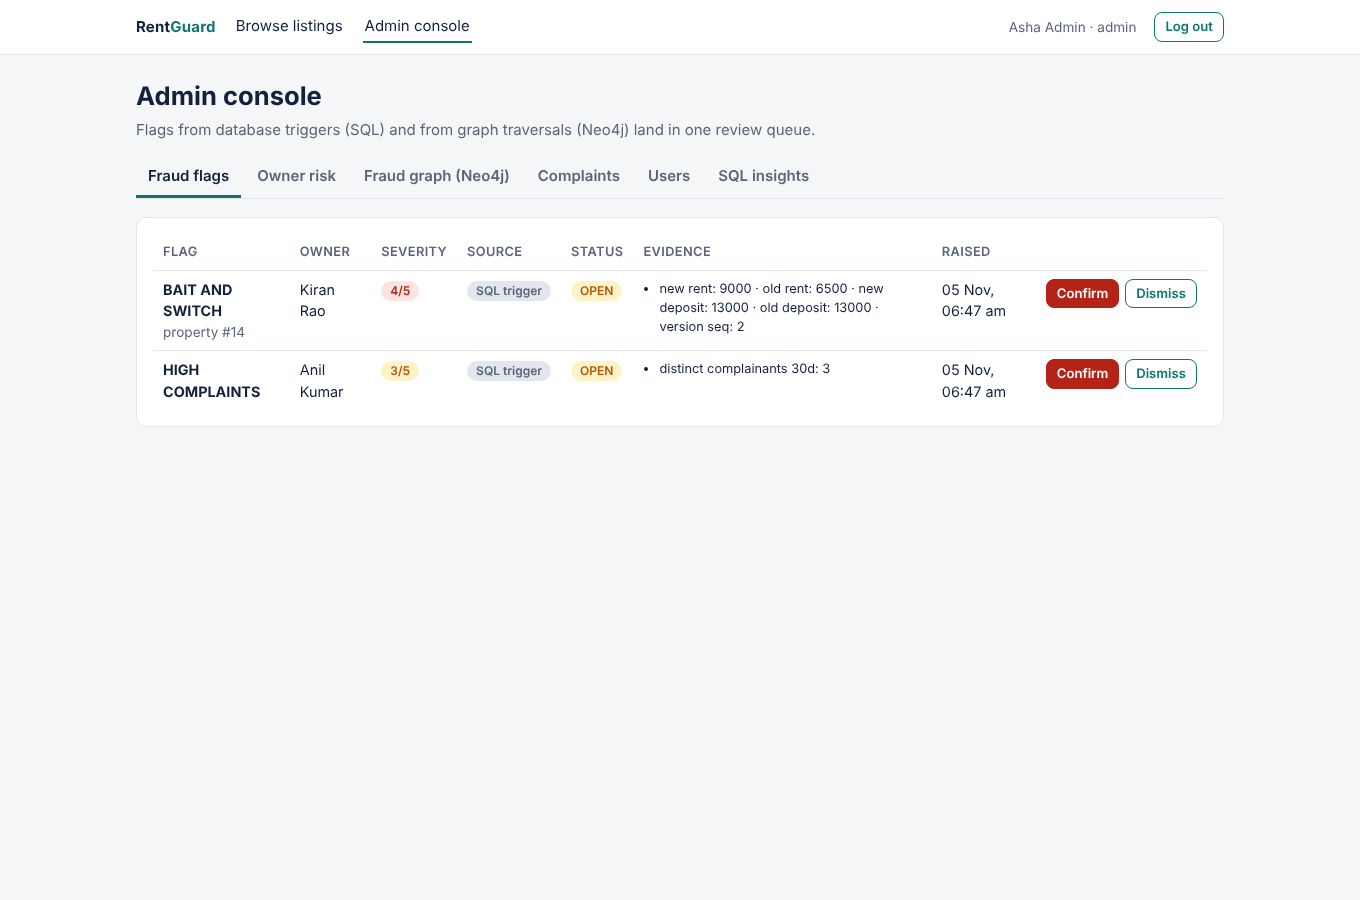 RentGuard Browse listings Admin console Asha Admin · admin Log out
Admin console
Flags from database triggers (SQL) and from graph traversals (Neo4j) land in one review queue.
Fraud flags Owner risk Fraud graph (Neo4j) Complaints Users SQL insights
FLAG OWNER SEVERITY SOURCE STATUS EVIDENCE RAISED
BAIT AND SWITCH
property #14
Kiran Rao
4/5
SQL trigger
OPEN
• new rent: 9000 · old rent: 6500 · new
deposit: 13000 · old deposit: 13000 ·
version seq: 2
05 Nov,
06:47 am
Confirm Dismiss
HIGH
COMPLAINTS
Anil
Kumar
3/5
SQL trigger
OPEN
• distinct complainants 30d: 3
05 Nov,
06:47 am
Confirm Dismiss